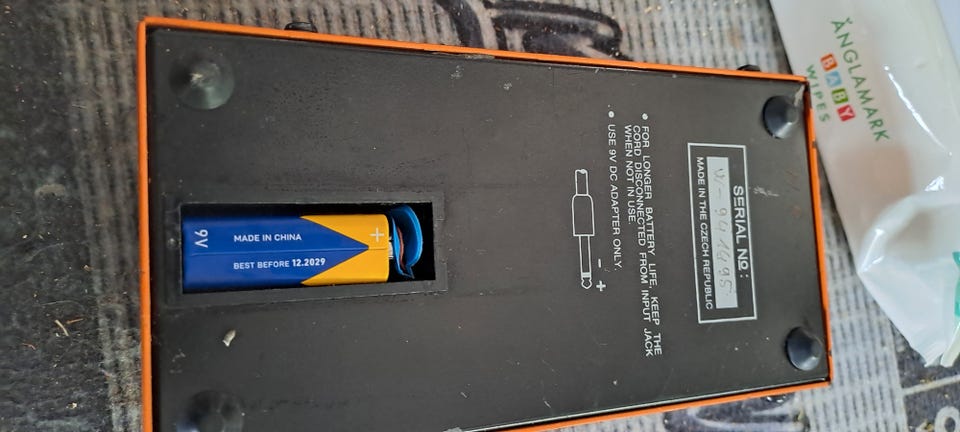 ÄNGLAMARK
BABY
WIPES
SERIAL Nº:
V-941495
MADE IN THE CZECH REPUBLIC
• FOR LONGER BATTERY LIFE, KEEP THE
CORD DISCONNECTED FROM INPUT JACK
WHEN NOT IN USE.
• USE 9V DC ADAPTER ONLY.
- +
9V
MADE IN CHINA
BEST BEFORE 12.2029
+